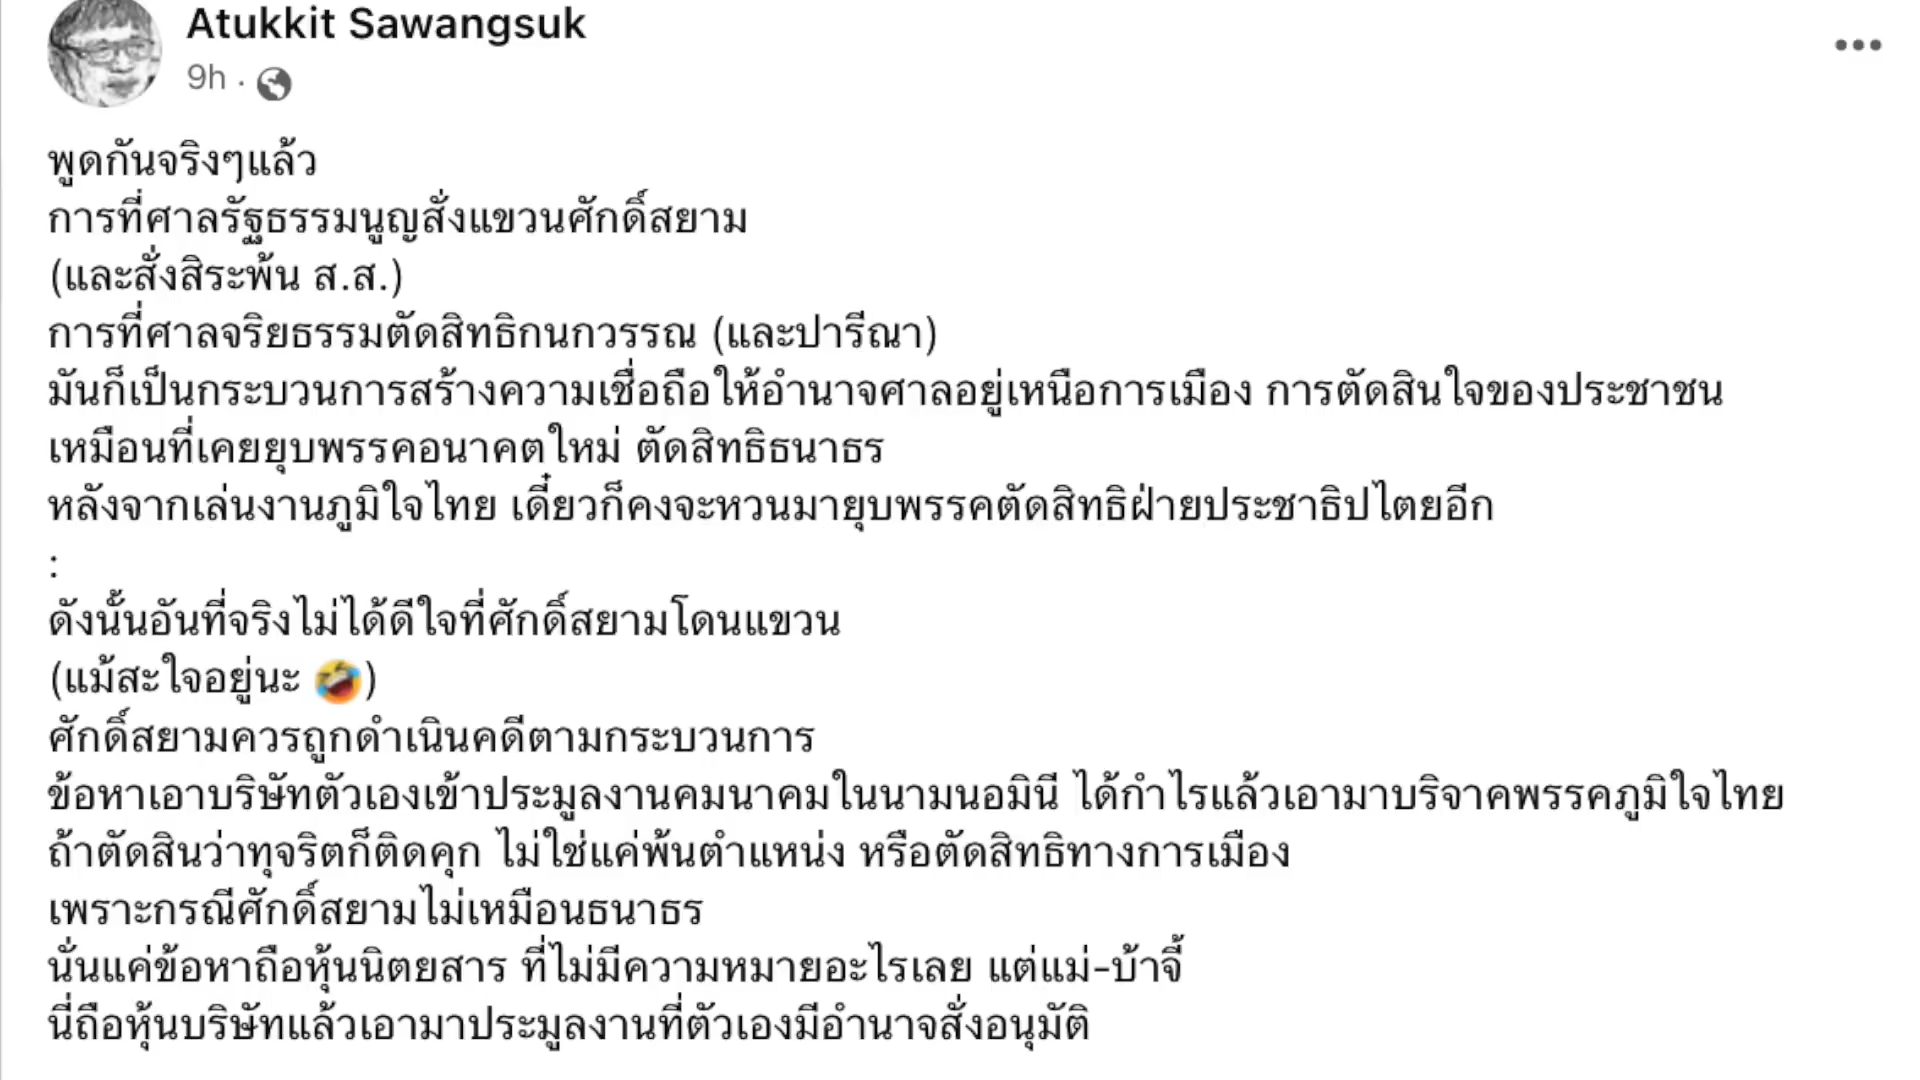 Atukkit Sawangsuk
9h ·
พูดกันจริงๆแล้ว
การที่ศาลรัฐธรรมนูญสั่งแขวนศักดิ์สยาม
(และสั่งสิระพ้น ส.ส.)
การที่ศาลจริยธรรมตัดสิทธิกนกวรรณ (และปารีณา)
มันก็เป็นกระบวนการสร้างความเชื่อถือให้อำนาจศาลอยู่เหนือการเมือง การตัดสินใจของประชาชน
เหมือนที่เคยยุบพรรคอนาคตใหม่ ตัดสิทธิธนาธร
หลังจากเล่นงานภูมิใจไทย เดี๋ยวก็คงจะหวนมายุบพรรคตัดสิทธิฝ่ายประชาธิปไตยอีก
:
ดังนั้นอันที่จริงไม่ได้ดีใจที่ศักดิ์สยามโดนแขวน
(แม้สะใจอยู่นะ 🤣)
ศักดิ์สยามควรถูกดำเนินคดีตามกระบวนการ
ข้อหาเอาบริษัทตัวเองเข้าประมูลงานคมนาคมในนามนอมินี ได้กำไรแล้วเอามาบริจาคพรรคภูมิใจไทย
ถ้าตัดสินว่าทุจริตก็ติดคุก ไม่ใช่แค่พ้นตำแหน่ง หรือตัดสิทธิทางการเมือง
เพราะกรณีศักดิ์สยามไม่เหมือนธนาธร
นั่นแค่ข้อหาถือหุ้นนิตยสาร ที่ไม่มีความหมายอะไรเลย แต่แม่-บ้าจี้
นี่ถือหุ้นบริษัทแล้วเอามาประมูลงานที่ตัวเองมีอำนาจสั่งอนุมัติ